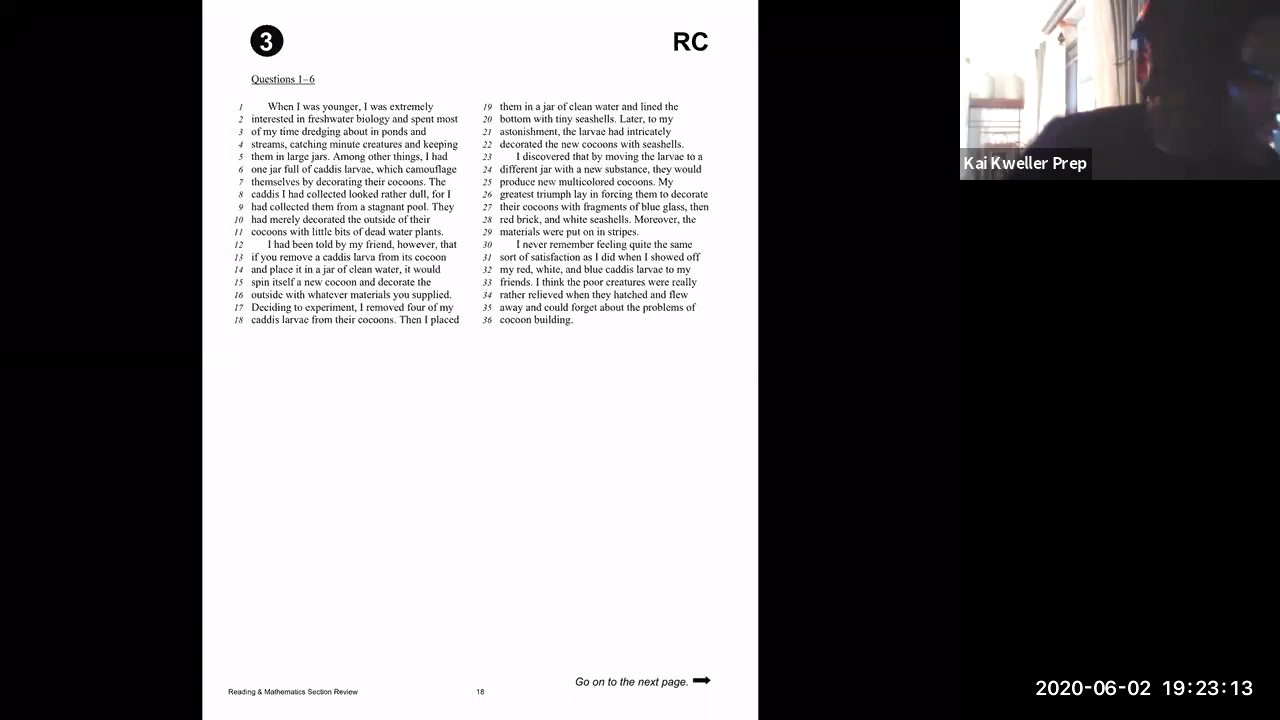 3
RC
Questions 1–6
1 When I was younger, I was extremely
2 interested in freshwater biology and spent most
3 of my time dredging about in ponds and
4 streams, catching minute creatures and keeping
5 them in large jars. Among other things, I had
6 one jar full of caddis larvae, which camouflage
7 themselves by decorating their cocoons. The
8 caddis I had collected looked rather dull, for I
9 had collected them from a stagnant pool. They
10 had merely decorated the outside of their
11 cocoons with little bits of dead water plants.
12 I had been told by my friend, however, that
13 if you remove a caddis larva from its cocoon
14 and place it in a jar of clean water, it would
15 spin itself a new cocoon and decorate the
16 outside with whatever materials you supplied.
17 Deciding to experiment, I removed four of my
18 caddis larvae from their cocoons. Then I placed
19 them in a jar of clean water and lined the
20 bottom with tiny seashells. Later, to my
21 astonishment, the larvae had intricately
22 decorated the new cocoons with seashells.
23 I discovered that by moving the larvae to a
24 different jar with a new substance, they would
25 produce new multicolored cocoons. My
26 greatest triumph lay in forcing them to decorate
27 their cocoons with fragments of blue glass, then
28 red brick, and white seashells. Moreover, the
29 materials were put on in stripes.
30 I never remember feeling quite the same
31 sort of satisfaction as I did when I showed off
32 my red, white, and blue caddis larvae to my
33 friends. I think the poor creatures were really
34 rather relieved when they hatched and flew
35 away and could forget about the problems of
36 cocoon building.
Go on to the next page.
Reading & Mathematics Section Review
18
Kai Kweller Prep
2020-06-02 19:23:13